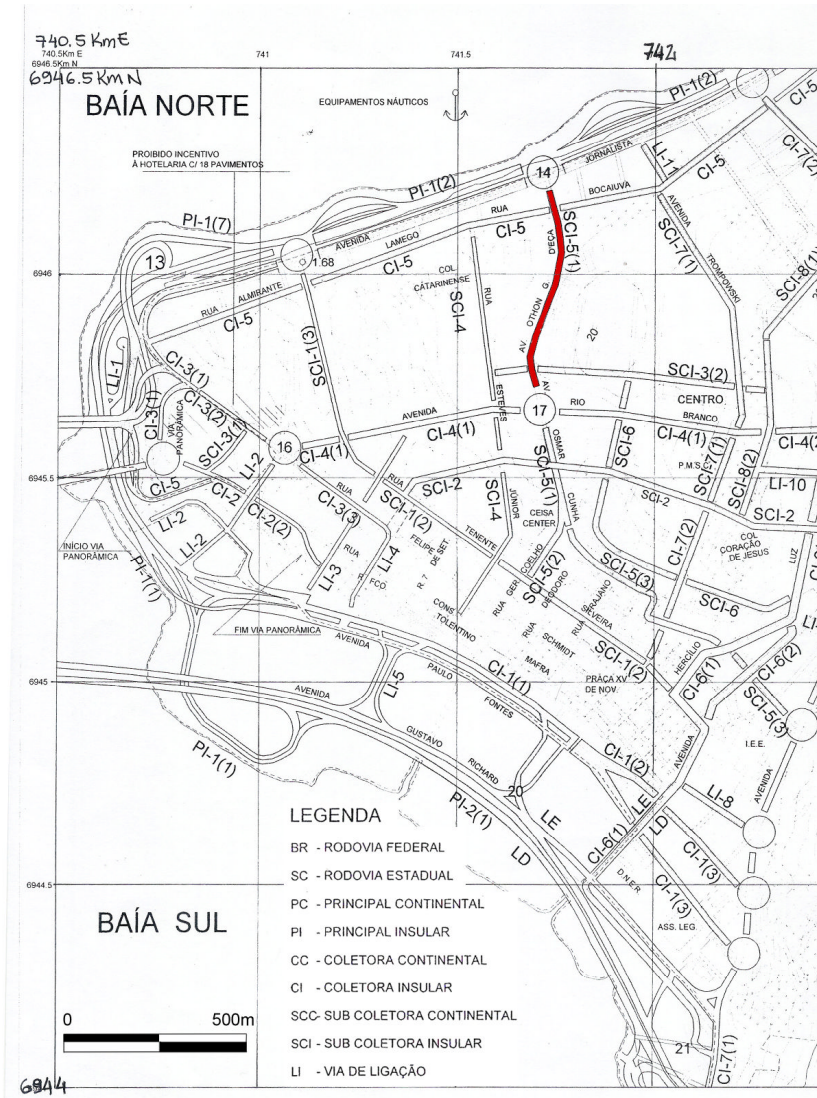 740.5 KmE
740.5Km E
6946.5Km N
6946.5 KmN
741
741.5
742
BAÍA NORTE
EQUIPAMENTOS NÁUTICOS
PI-1(2)
CI-5
CI-7(2)
PROIBIDO INCENTIVO
À HOTELARIA C/ 18 PAVIMENTOS
JORNALISTA
LI-11
14
PI-1(2)
BOCAIUVA
CI-5
RUA
PI-1(7)
AVENIDA
LAMEGO
CI-5
SCI-5(1)
AVENIDA
SCI-7(1)
TROMPOWSKI
SCI-8(1)
13
1.68
CI-5
DEÇA
6946
COL.
CATARINENSE
RUA
ALMIRANTE
CI-5
SCI-4
RUA
OTHON G.
AV
20
SCI-1(3)
LI-1
CI-3(1)
SCI-3(2)
CENTRO
CI-3(1)
CI-3(2)
VIA
PANORÂMICA
ESTEVES
AV
17
RIO
BRANCO
AVENIDA
CI-4(1)
CI-4(1)
CI-4(2)
SCI-3(1)
16
CI-4(1)
OSMAR
SCI-6
SCI-7(1)
SCI-8(2)
P.M.S.C.
6945.5
CI-5
LI-2
CI-2
RUA
CI-3(3)
RUA
SCI-2
SCI-5(1)
LI-10
SCI-2
SCI-2
SCI-1(2)
SCI-4
JÚNIOR
CUNHA
CEISA
CENTER
LI-2
CI-2(2)
TENENTE
CI-7(2)
COL
CORAÇÃO
DE JESUS
LUZ
LI-2
INÍCIO VIA
PANORÂMICA
RUA
LI-4
FELIPE
DE SET
R. 7
COELHO
SCI-5(2)
SCI-5(3)
PI-1(1)
LI-3
R. FCO
RUA GER
DEODORO
TRAJANO
SILVEIRA
SCI-6
CONS.
TOLENTINO
RUA
SCHMIDT
RUA
MAFRA
SCI-1(2)
FIM VIA PANORÂMICA
AVENIDA
PAULO
CI-1(1)
FONTES
HERCÍLIO
CI-6(1)
CI-6(2)
6945
PRAÇA XV
DE NOV.
SCI-5(3)
AVENIDA
LI-5
GUSTAVO
RICHARD
PI-1(1)
CI-1(2)
AVENIDA
I.E.E.
AVENIDA
20
PI-2(1)
LE
LD
LE
LD
LI-8
CI-6(1)
CI-1(3)
CI-1(3)
D.N.E.R
ASS. LEG.
6944.5
LEGENDA
BR - RODOVIA FEDERAL
SC - RODOVIA ESTADUAL
PC - PRINCIPAL CONTINENTAL
PI - PRINCIPAL INSULAR
CC - COLETORA CONTINENTAL
CI - COLETORA INSULAR
SCC- SUB COLETORA CONTINENTAL
SCI - SUB COLETORA INSULAR
LI - VIA DE LIGAÇÃO
BAÍA SUL
0 500m
21
CI-7(1)
6944